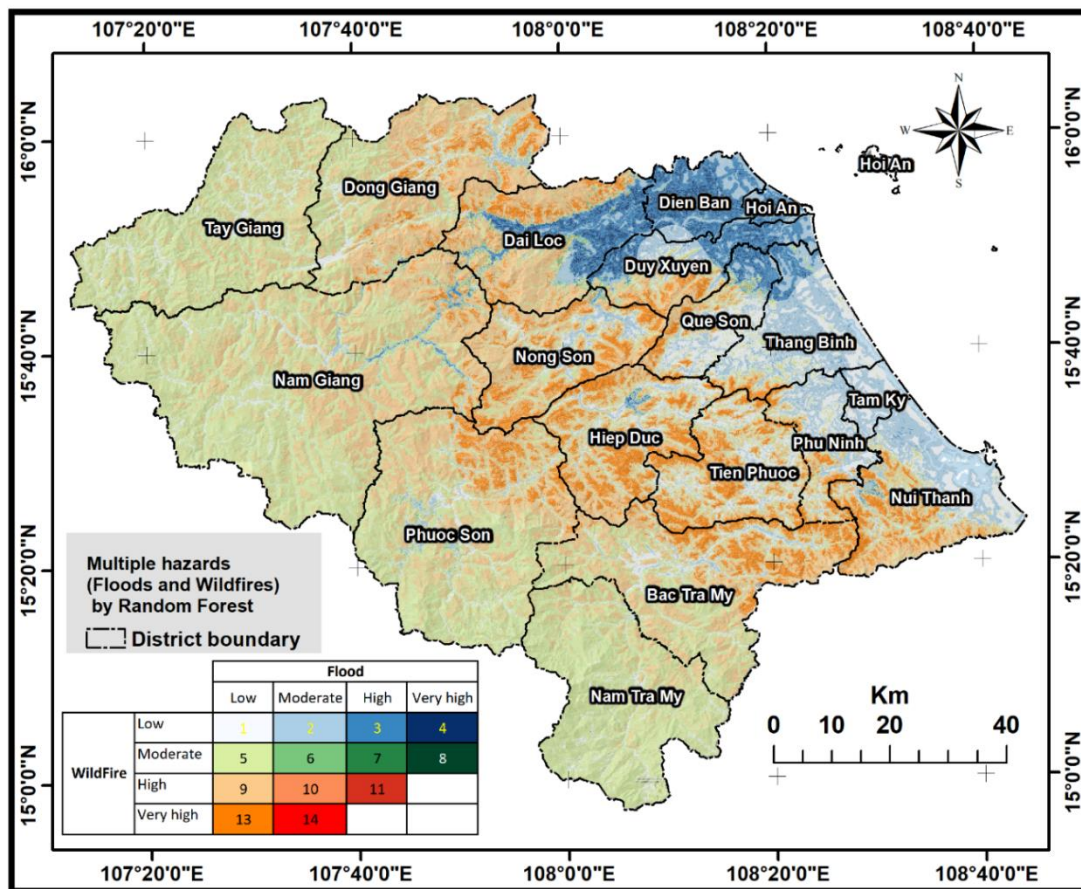 107°20'0"E 107°40'0"E 108°0'0"E 108°20'0"E 108°40'0"E
16°0'0"N
16°0'0"N
15°40'0"N
15°40'0"N
15°20'0"N
15°20'0"N
15°0'0"N
15°0'0"N
N
W E
S
Hoi An
Dong Giang
Dien Ban
Hoi An
Tay Giang
Dai Loc
Duy Xuyen
Que Son
Thang Binh
Nong Son
Nam Giang
Tam Ky
Hiep Duc
Phu Ninh
Tien Phuoc
Nui Thanh
Phuoc Son
Bac Tra My
Nam Tra My
Multiple hazards
(Floods and Wildfires)
by Random Forest
District boundary
Flood
Low Moderate High Very high
WildFire
Low 1 2 3 4
Moderate 5 6 7 8
High 9 10 11
Very high 13 14
Km
0 10 20 40
107°20'0"E 107°40'0"E 108°0'0"E 108°20'0"E 108°40'0"E